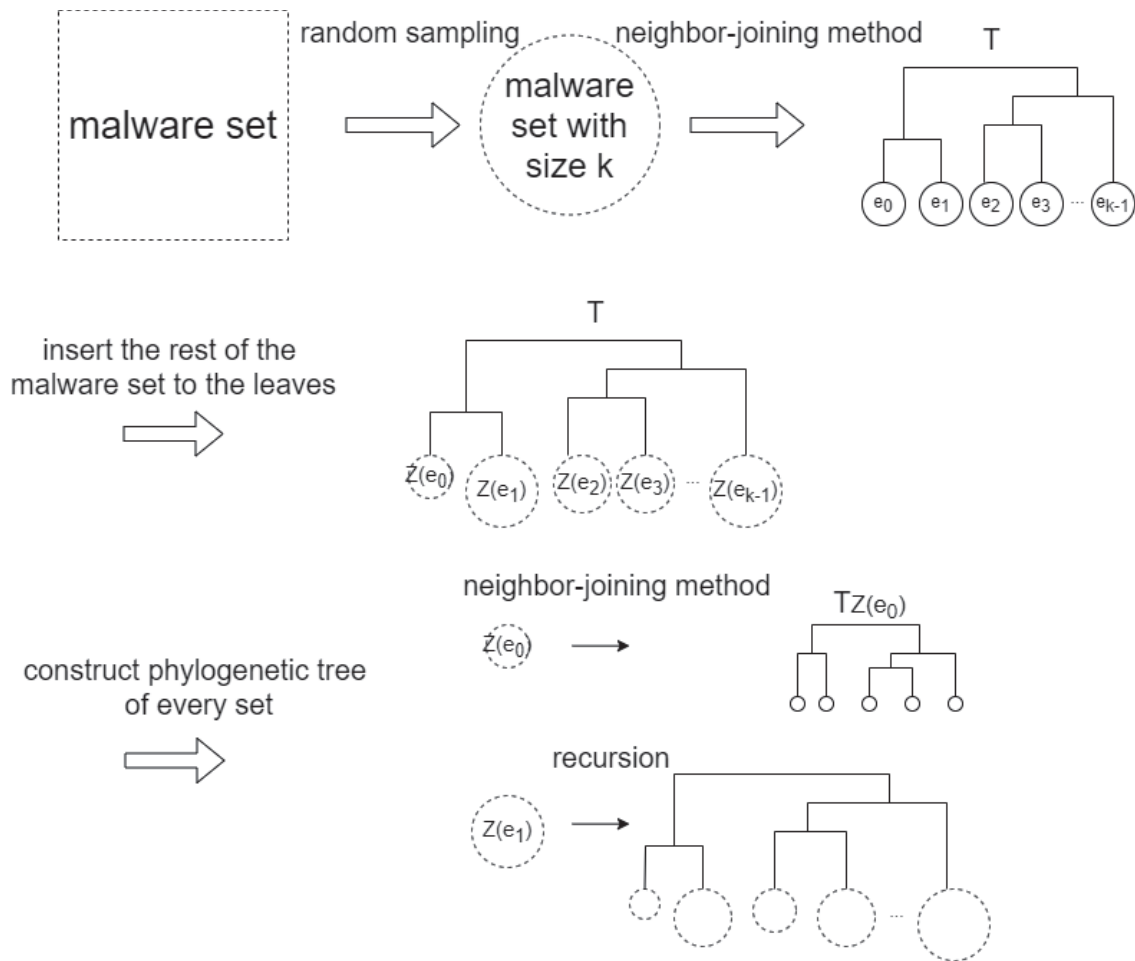 random sampling
neighbor-joining method
T
malware set
malware
set with
size k
e0
e1
e2
e3
...
ek-1
insert the rest of the
malware set to the leaves
T
Z(e0)
Z(e1)
Z(e2)
Z(e3)
...
Z(ek-1)
neighbor-joining method
TZ(e0)
Z(e0)
construct phylogenetic tree
of every set
recursion
Z(e1)
...